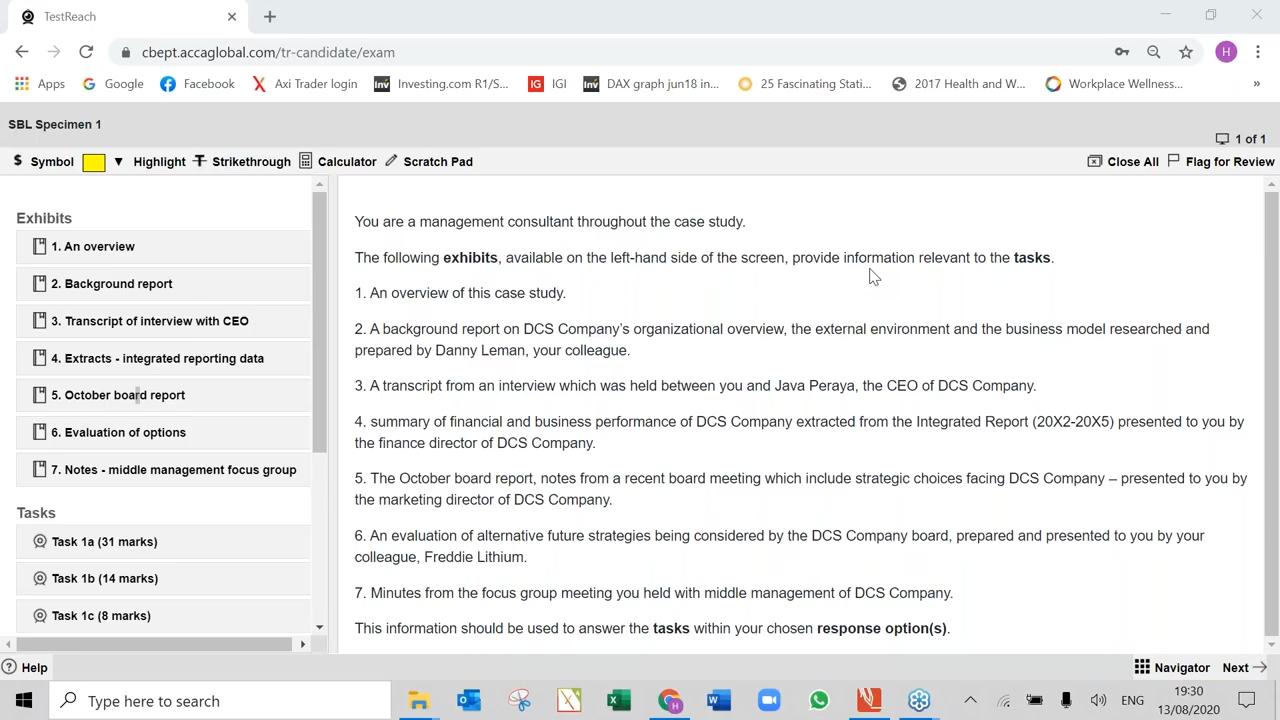 TestReach
cbept.accaglobal.com/tr-candidate/exam
H
Apps Google Facebook Axi Trader login Inv Investing.com R1/S... IG IGI Inv DAX graph jun18 in... 25 Fascinating Stati... 2017 Health and W... Workplace Wellness... »
SBL Specimen 1
1 of 1
$ Symbol Highlight Strikethrough Calculator Scratch Pad Close All Flag for Review
Exhibits
1. An overview
2. Background report
3. Transcript of interview with CEO
4. Extracts - integrated reporting data
5. October board report
6. Evaluation of options
7. Notes - middle management focus group
Tasks
Task 1a (31 marks)
Task 1b (14 marks)
Task 1c (8 marks)
You are a management consultant throughout the case study.
The following exhibits, available on the left-hand side of the screen, provide information relevant to the tasks.
1. An overview of this case study.
2. A background report on DCS Company's organizational overview, the external environment and the business model researched and
prepared by Danny Leman, your colleague.
3. A transcript from an interview which was held between you and Java Peraya, the CEO of DCS Company.
4. summary of financial and business performance of DCS Company extracted from the Integrated Report (20X2-20X5) presented to you by
the finance director of DCS Company.
5. The October board report, notes from a recent board meeting which include strategic choices facing DCS Company – presented to you by
the marketing director of DCS Company.
6. An evaluation of alternative future strategies being considered by the DCS Company board, prepared and presented to you by your
colleague, Freddie Lithium.
7. Minutes from the focus group meeting you held with middle management of DCS Company.
This information should be used to answer the tasks within your chosen response option(s).
Help
Navigator Next
Type here to search
ENG
19:30
13/08/2020